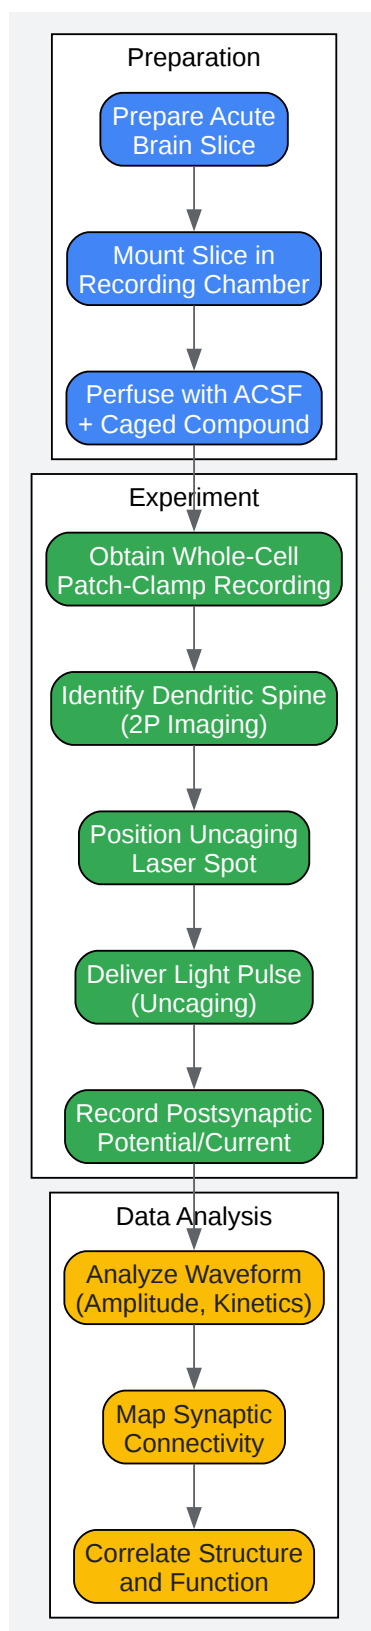 Preparation
Prepare Acute
Brain Slice
Mount Slice in
Recording Chamber
Perfuse with ACSF
+ Caged Compound
Experiment
Obtain Whole-Cell
Patch-Clamp Recording
Identify Dendritic Spine
(2P Imaging)
Position Uncaging
Laser Spot
Deliver Light Pulse
(Uncaging)
Record Postsynaptic
Potential/Current
Data Analysis
Analyze Waveform
(Amplitude, Kinetics)
Map Synaptic
Connectivity
Correlate Structure
and Function